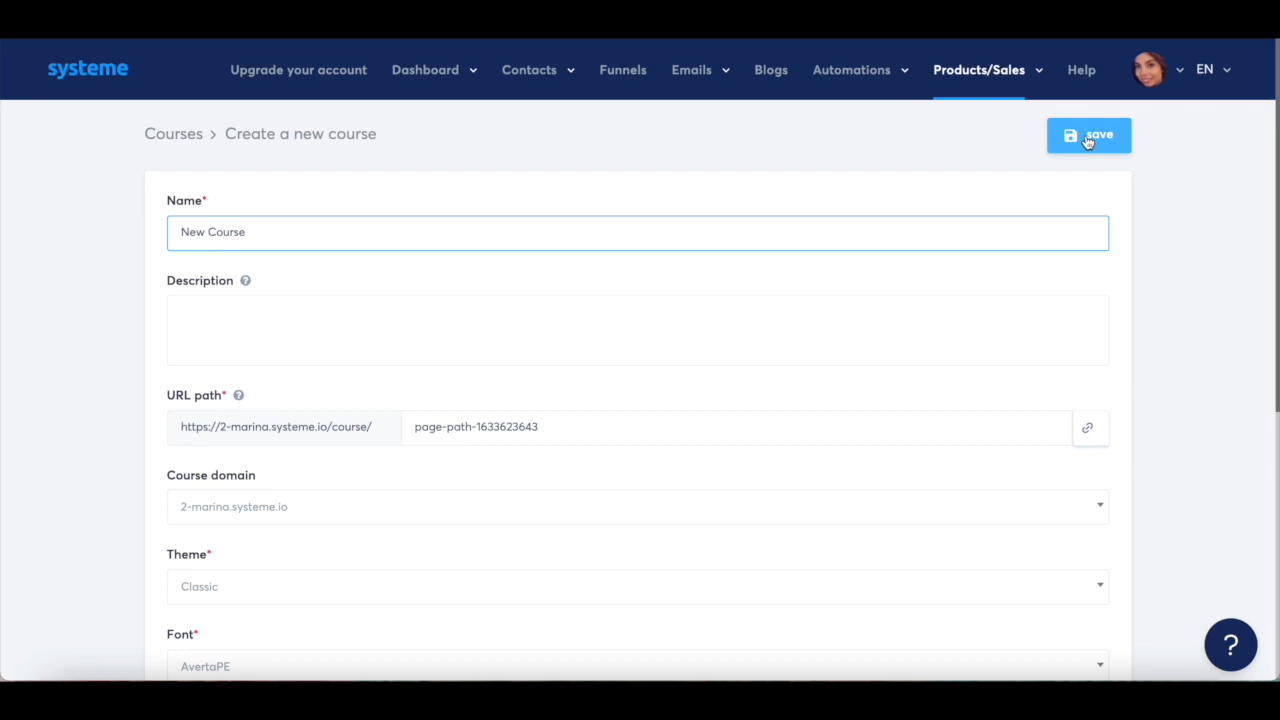 systeme
Upgrade your account Dashboard Contacts Funnels Emails Blogs Automations Products/Sales Help EN
Courses > Create a new course
save
Name*
New Course
Description ?
URL path* ?
https://2-marina.systeme.io/course/ page-path-1633623643
Course domain
2-marina.systeme.io
Theme*
Classic
Font*
AvertaPE
?